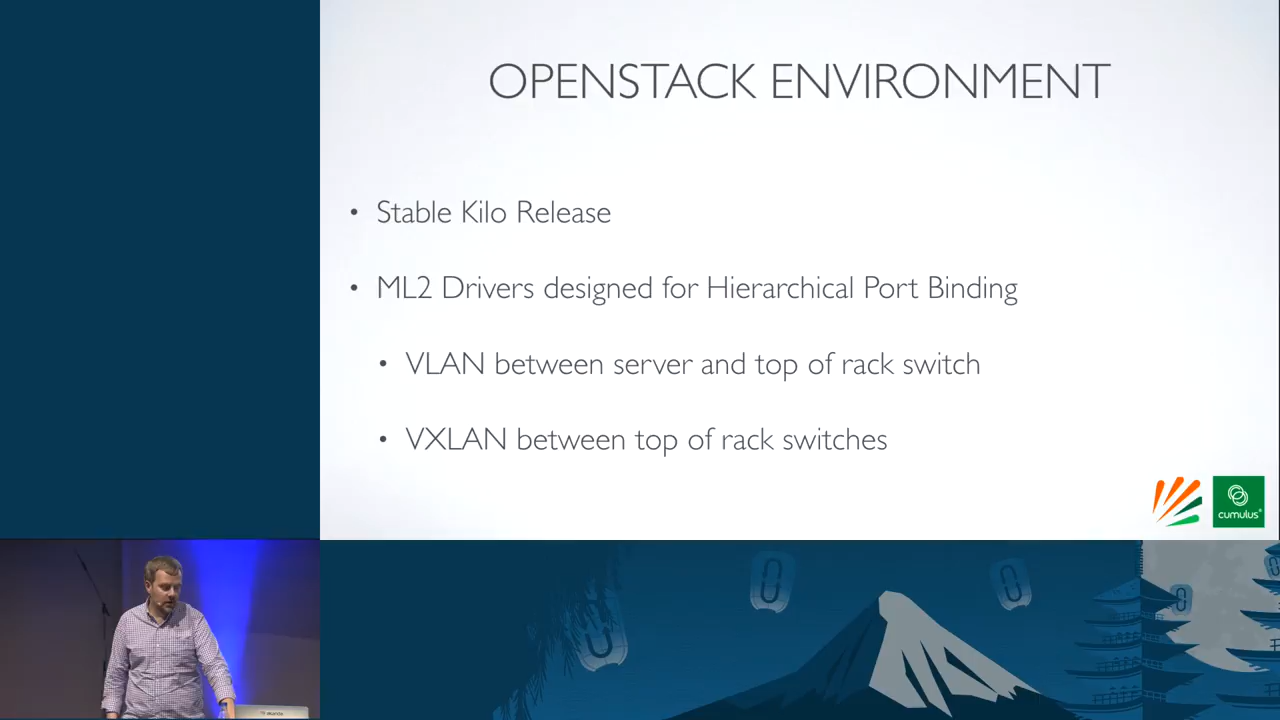 OPENSTACK ENVIRONMENT
• Stable Kilo Release
• ML2 Drivers designed for Hierarchical Port Binding
• VLAN between server and top of rack switch
• VXLAN between top of rack switches
cumulus